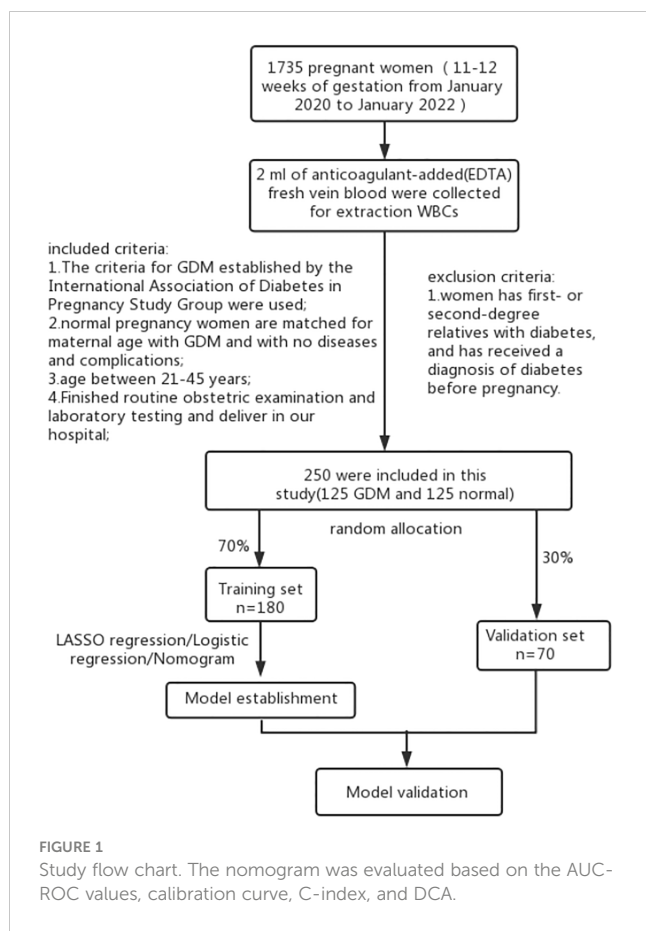 1735 pregnant women ( 11-12
weeks of gestation from January
2020 to January 2022 )
2 ml of anticoagulant-added(EDTA)
fresh vein blood were collected
for extraction WBCs
included criteria:
1.The criteria for GDM established by the
International Association of Diabetes in
Pregnancy Study Group were used;
2.normal pregnancy women are matched for
maternal age with GDM and with no diseases
and complications;
3.age between 21-45 years;
4.Finished routine obstetric examination and
laboratory testing and deliver in our
hospital;
exclusion criteria:
1.women has first- or
second-degree
relatives with diabetes,
and has received a
diagnosis of diabetes
before pregnancy.
250 were included in this
study(125 GDM and 125 normal)
random allocation
70%
30%
Training set
n=180
Validation set
n=70
LASSO regression/Logistic
regression/Nomogram
Model establishment
Model validation
FIGURE 1
Study flow chart. The nomogram was evaluated based on the AUC-
ROC values, calibration curve, C-index, and DCA.